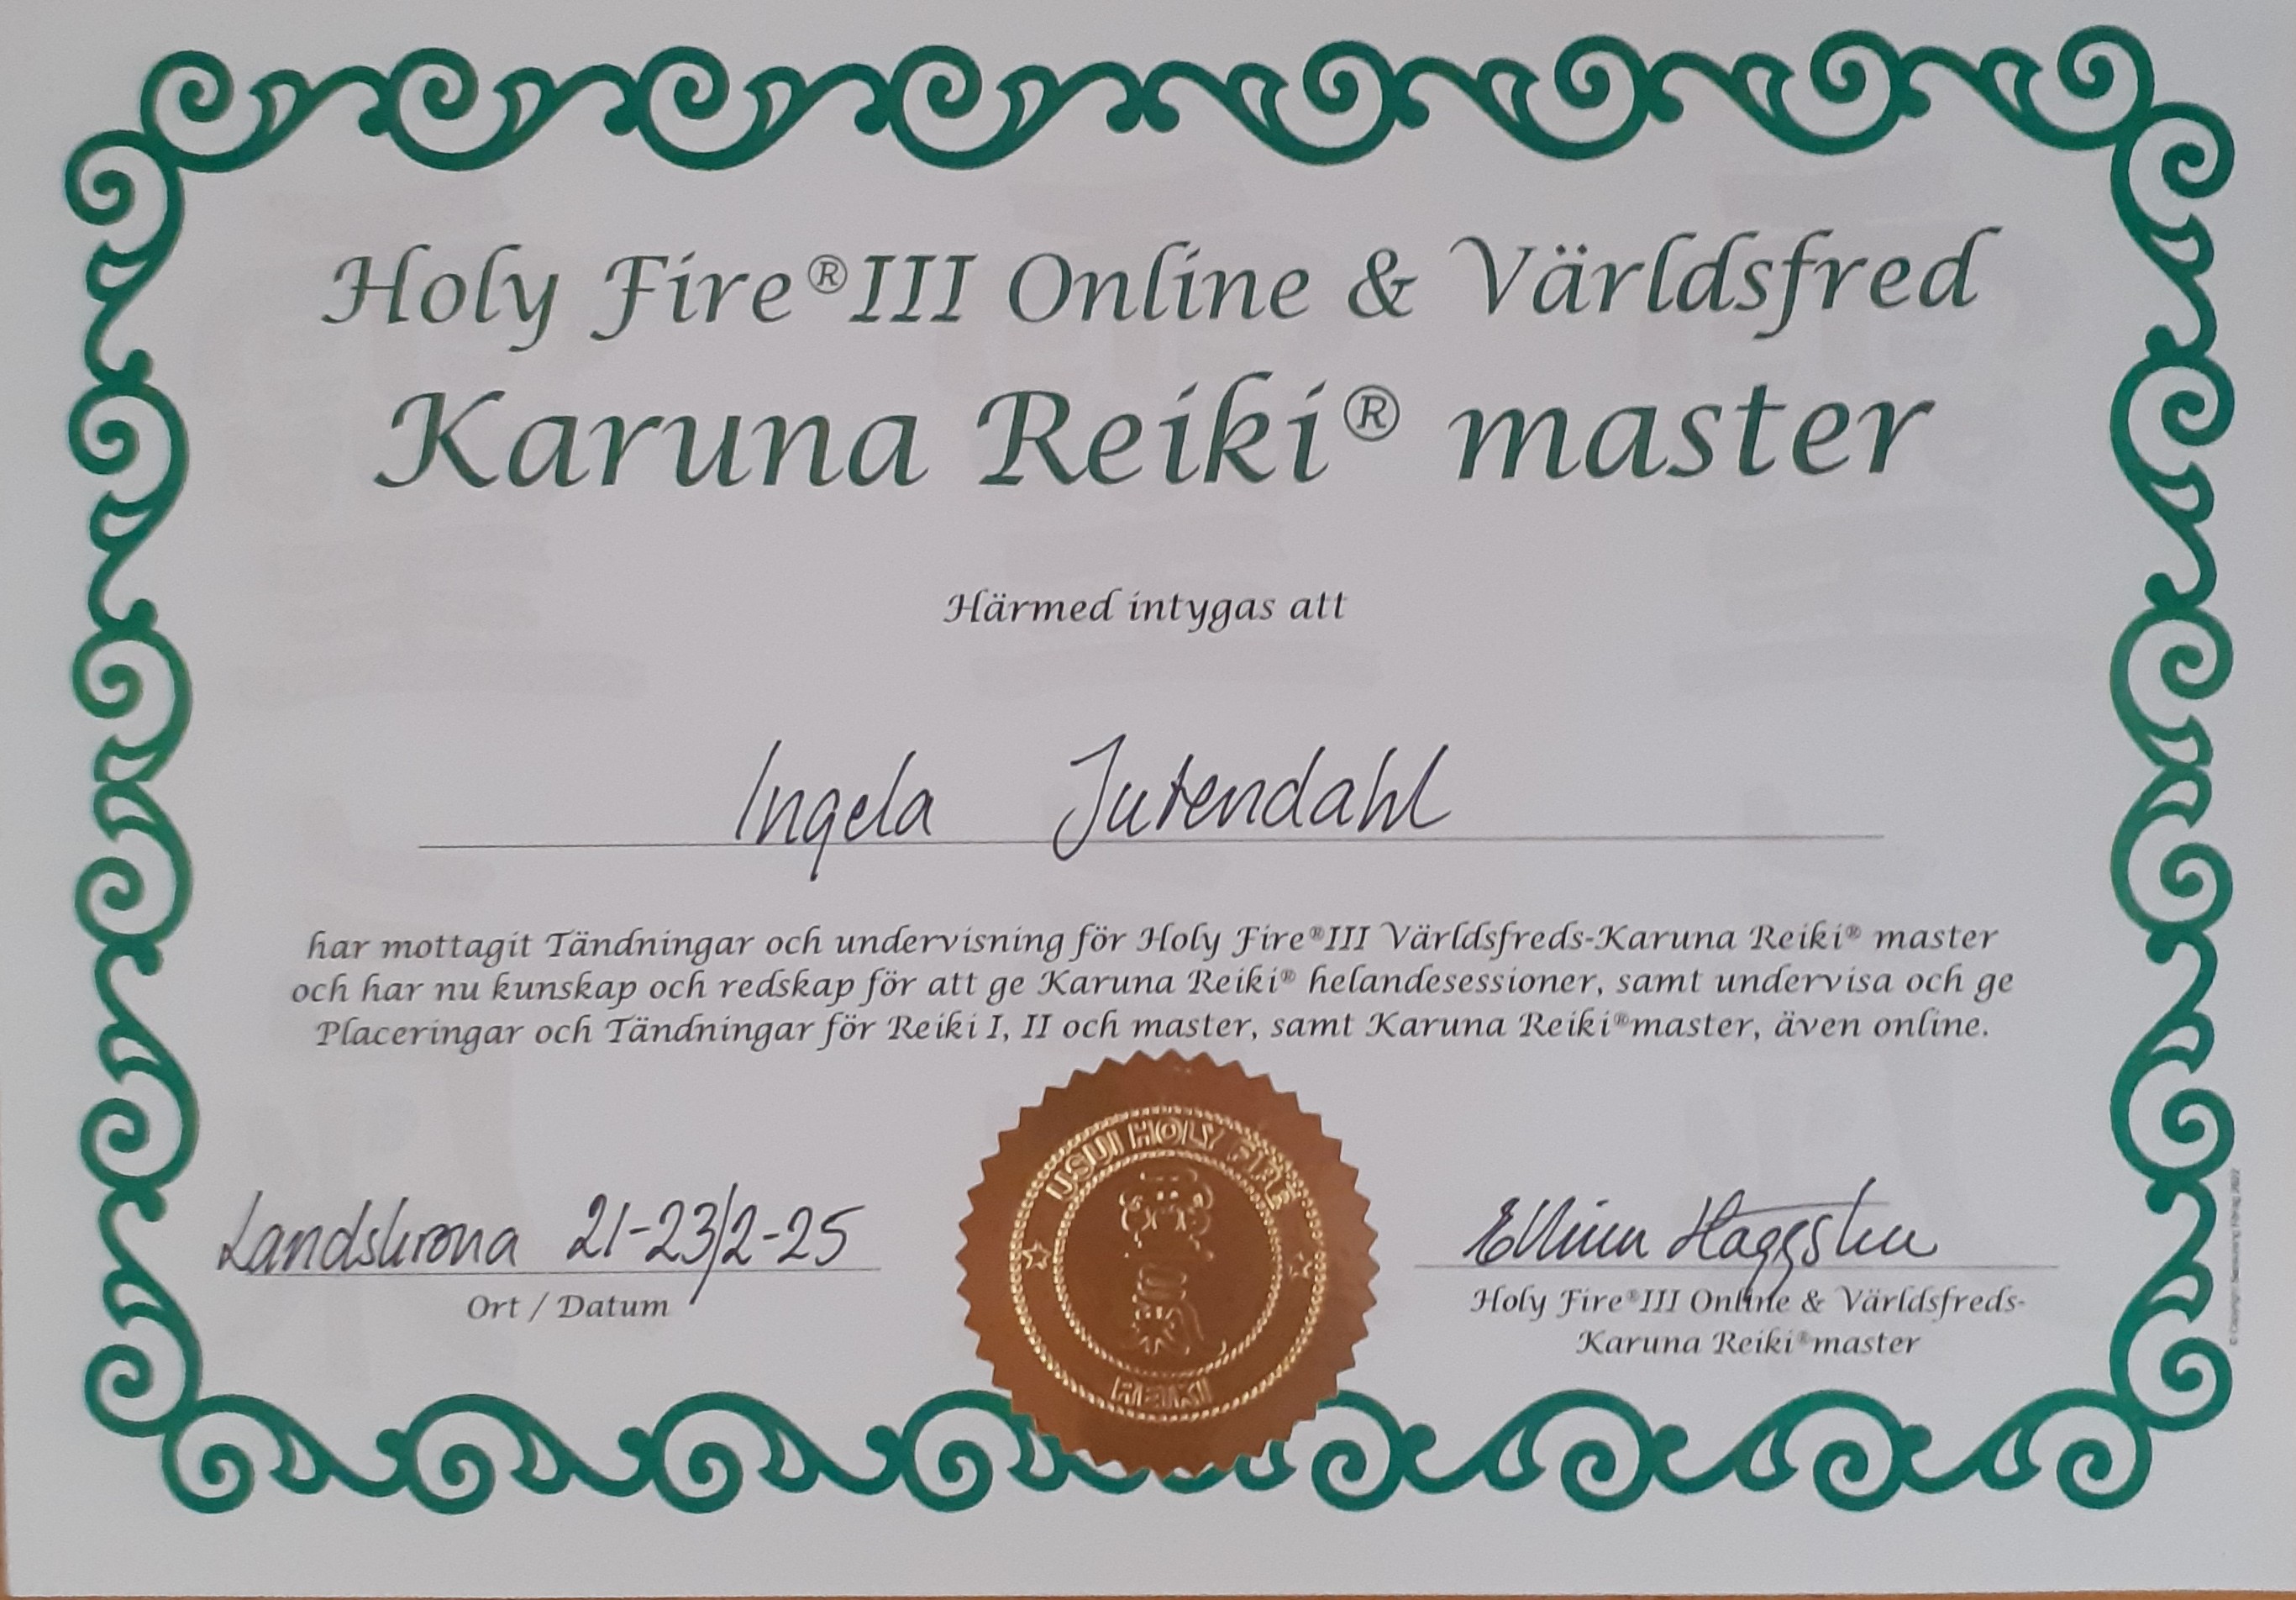 Holy Fire®III Online & Världsfred
Karuna Reiki® master
Härmed intygas att
Ingela Jutendahl
har mottagit Tändningar och undervisning för Holy Fire®III Världsfreds-Karuna Reiki® master
och har nu kunskap och redskap för att ge Karuna Reiki® helandesessioner, samt undervisa och ge
Placeringar och Tändningar för Reiki I, II och master, samt Karuna Reiki®master, även online.
USUI HOLY FIRE
REIKI
Landskrona 21-23/2-25
Ort / Datum
Holy Fire®III Online & Världsfreds-
Karuna Reiki®master